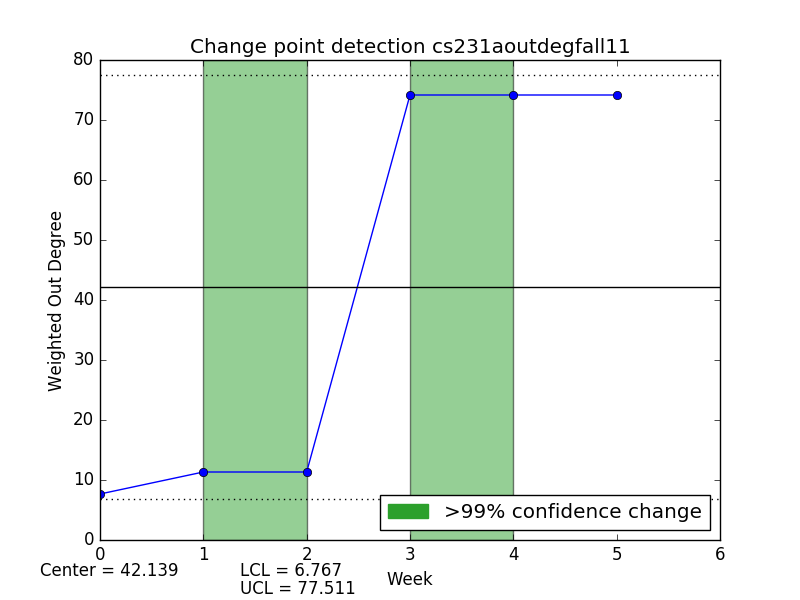 Change point detection cs231aoutdegfall11
80
70
60
50
40
30
20
10
0
Weighted Out Degree
>99% confidence change
0 1 2 3 4 5 6
Center = 42.139
LCL = 6.767
Week
UCL = 77.511